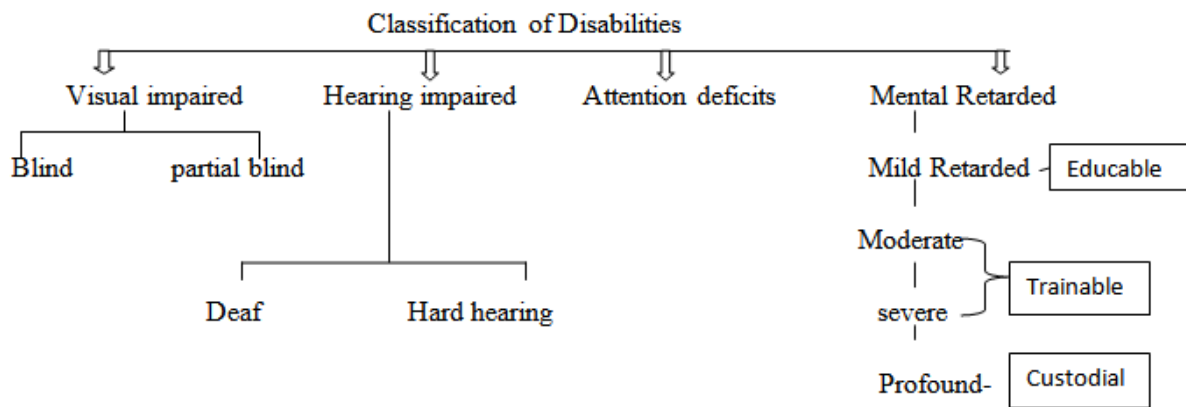 Classification of Disabilities
Visual impaired
Hearing impaired
Attention deficits
Mental Retarded
Blind
partial blind
Mild Retarded
Educable
Moderate
Trainable
Deaf
Hard hearing
severe
Profound-
Custodial